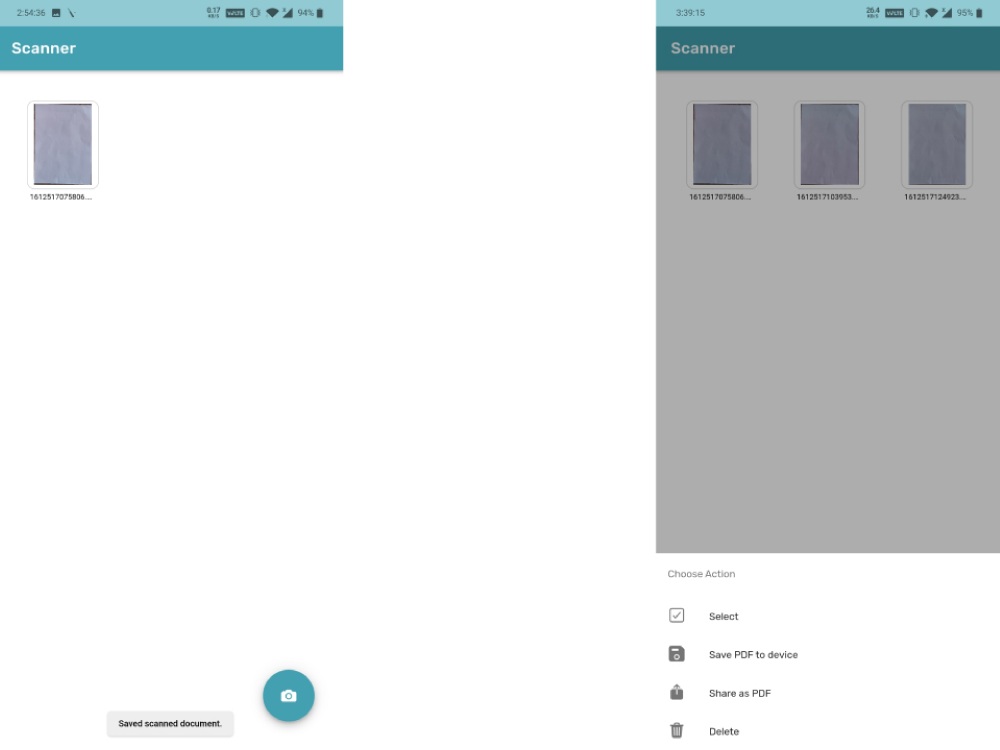 2:54:36
0.17
KB/S
VoLTE
94%
Scanner
1612517075806...
Saved scanned document.
3:39:15
26.4
KB/S
VoLTE
95%
Scanner
1612517075806...
1612517103953...
1612517124923...
Choose Action
Select
Save PDF to device
Share as PDF
Delete